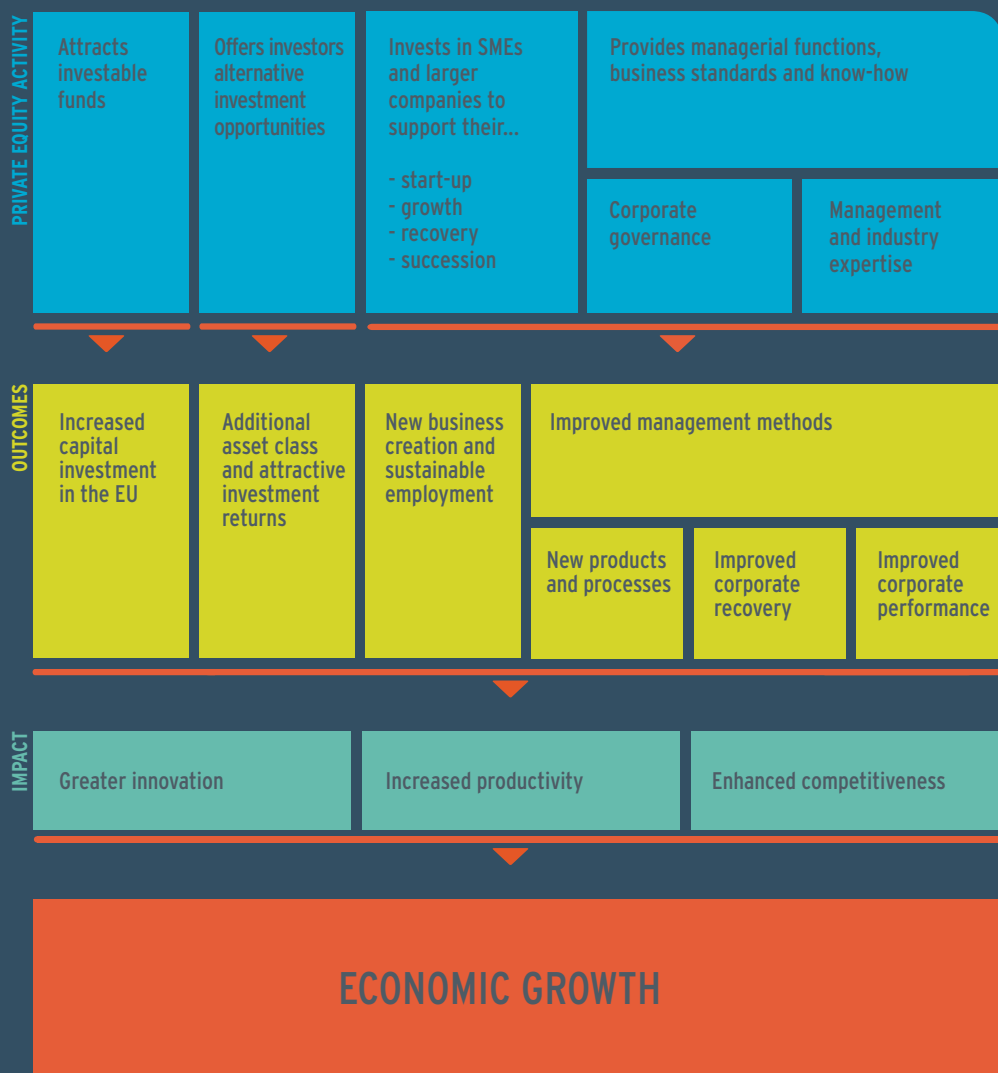 PRIVATE EQUITY ACTIVITY
Attracts
investable
funds
Offers investors
alternative
investment
opportunities
Invests in SMEs
and larger
companies to
support their...
- start-up
- growth
- recovery
- succession
Provides managerial functions,
business standards and know-how
Corporate
governance
Management
and industry
expertise
OUTCOMES
Increased
capital
investment
in the EU
Additional
asset class
and attractive
investment
returns
New business
creation and
sustainable
employment
Improved management methods
New products
and processes
Improved
corporate
recovery
Improved
corporate
performance
IMPACT
Greater innovation
Increased productivity
Enhanced competitiveness
ECONOMIC GROWTH